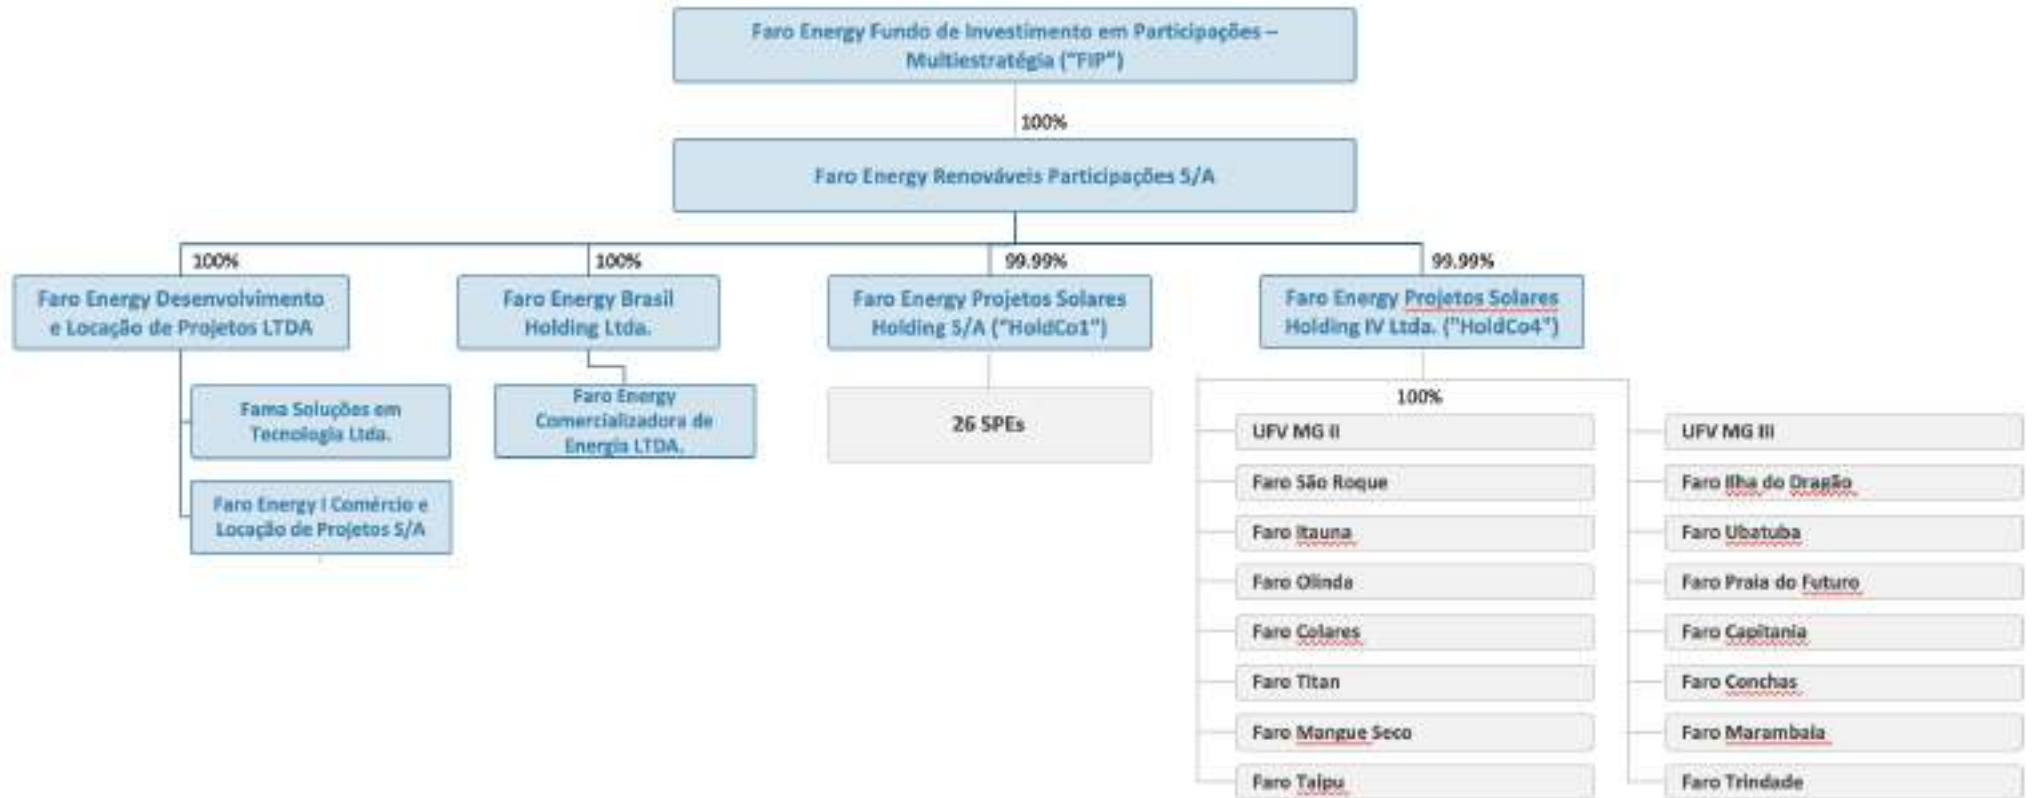 Faro Energy Fundo de Investimento em Participações –
Multiestratégia (“FIP”)
100%
Faro Energy Renováveis Participações S/A
100%
100%
99.99%
99.99%
Faro Energy Desenvolvimento
e Locação de Projetos LTDA
Faro Energy Brasil
Holding Ltda.
Faro Energy Projetos Solares
Holding S/A (“HoldCo1”)
Faro Energy Projetos Solares
Holding IV Ltda. ("HoldCo4")
Fama Soluções em
Tecnologia Ltda.
Faro Energy
Comercializadora de
Energia LTDA.
26 SPEs
100%
Faro Energy I Comércio e
Locação de Projetos S/A
UFV MG II
UFV MG III
Faro São Roque
Faro Ilha do Dragão
Faro Itauna
Faro Ubatuba
Faro Olinda
Faro Praia do Futuro
Faro Colares
Faro Capitania
Faro Titan
Faro Conchas
Faro Mangue Seco
Faro Marambaia
Faro Taipu
Faro Trindade